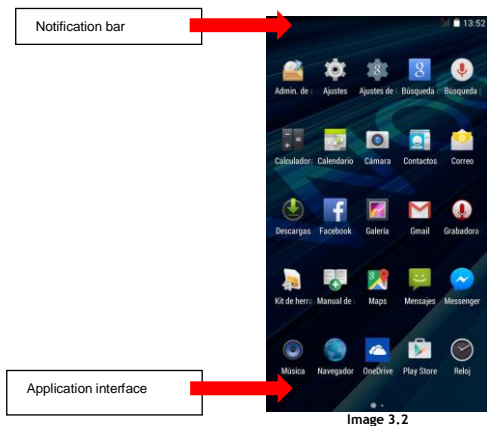 Notification bar
13:52
Admin. de Ajustes Ajustes de Búsqueda Búsqueda
Calculador Calendario Cámara Contactos Correo
Descargas Facebook Galería Gmail Grabadora
Kit de herra Manual de Maps Mensajes Messenger
Música Navegador OneDrive Play Store Reloj
Application interface
Image 3.2